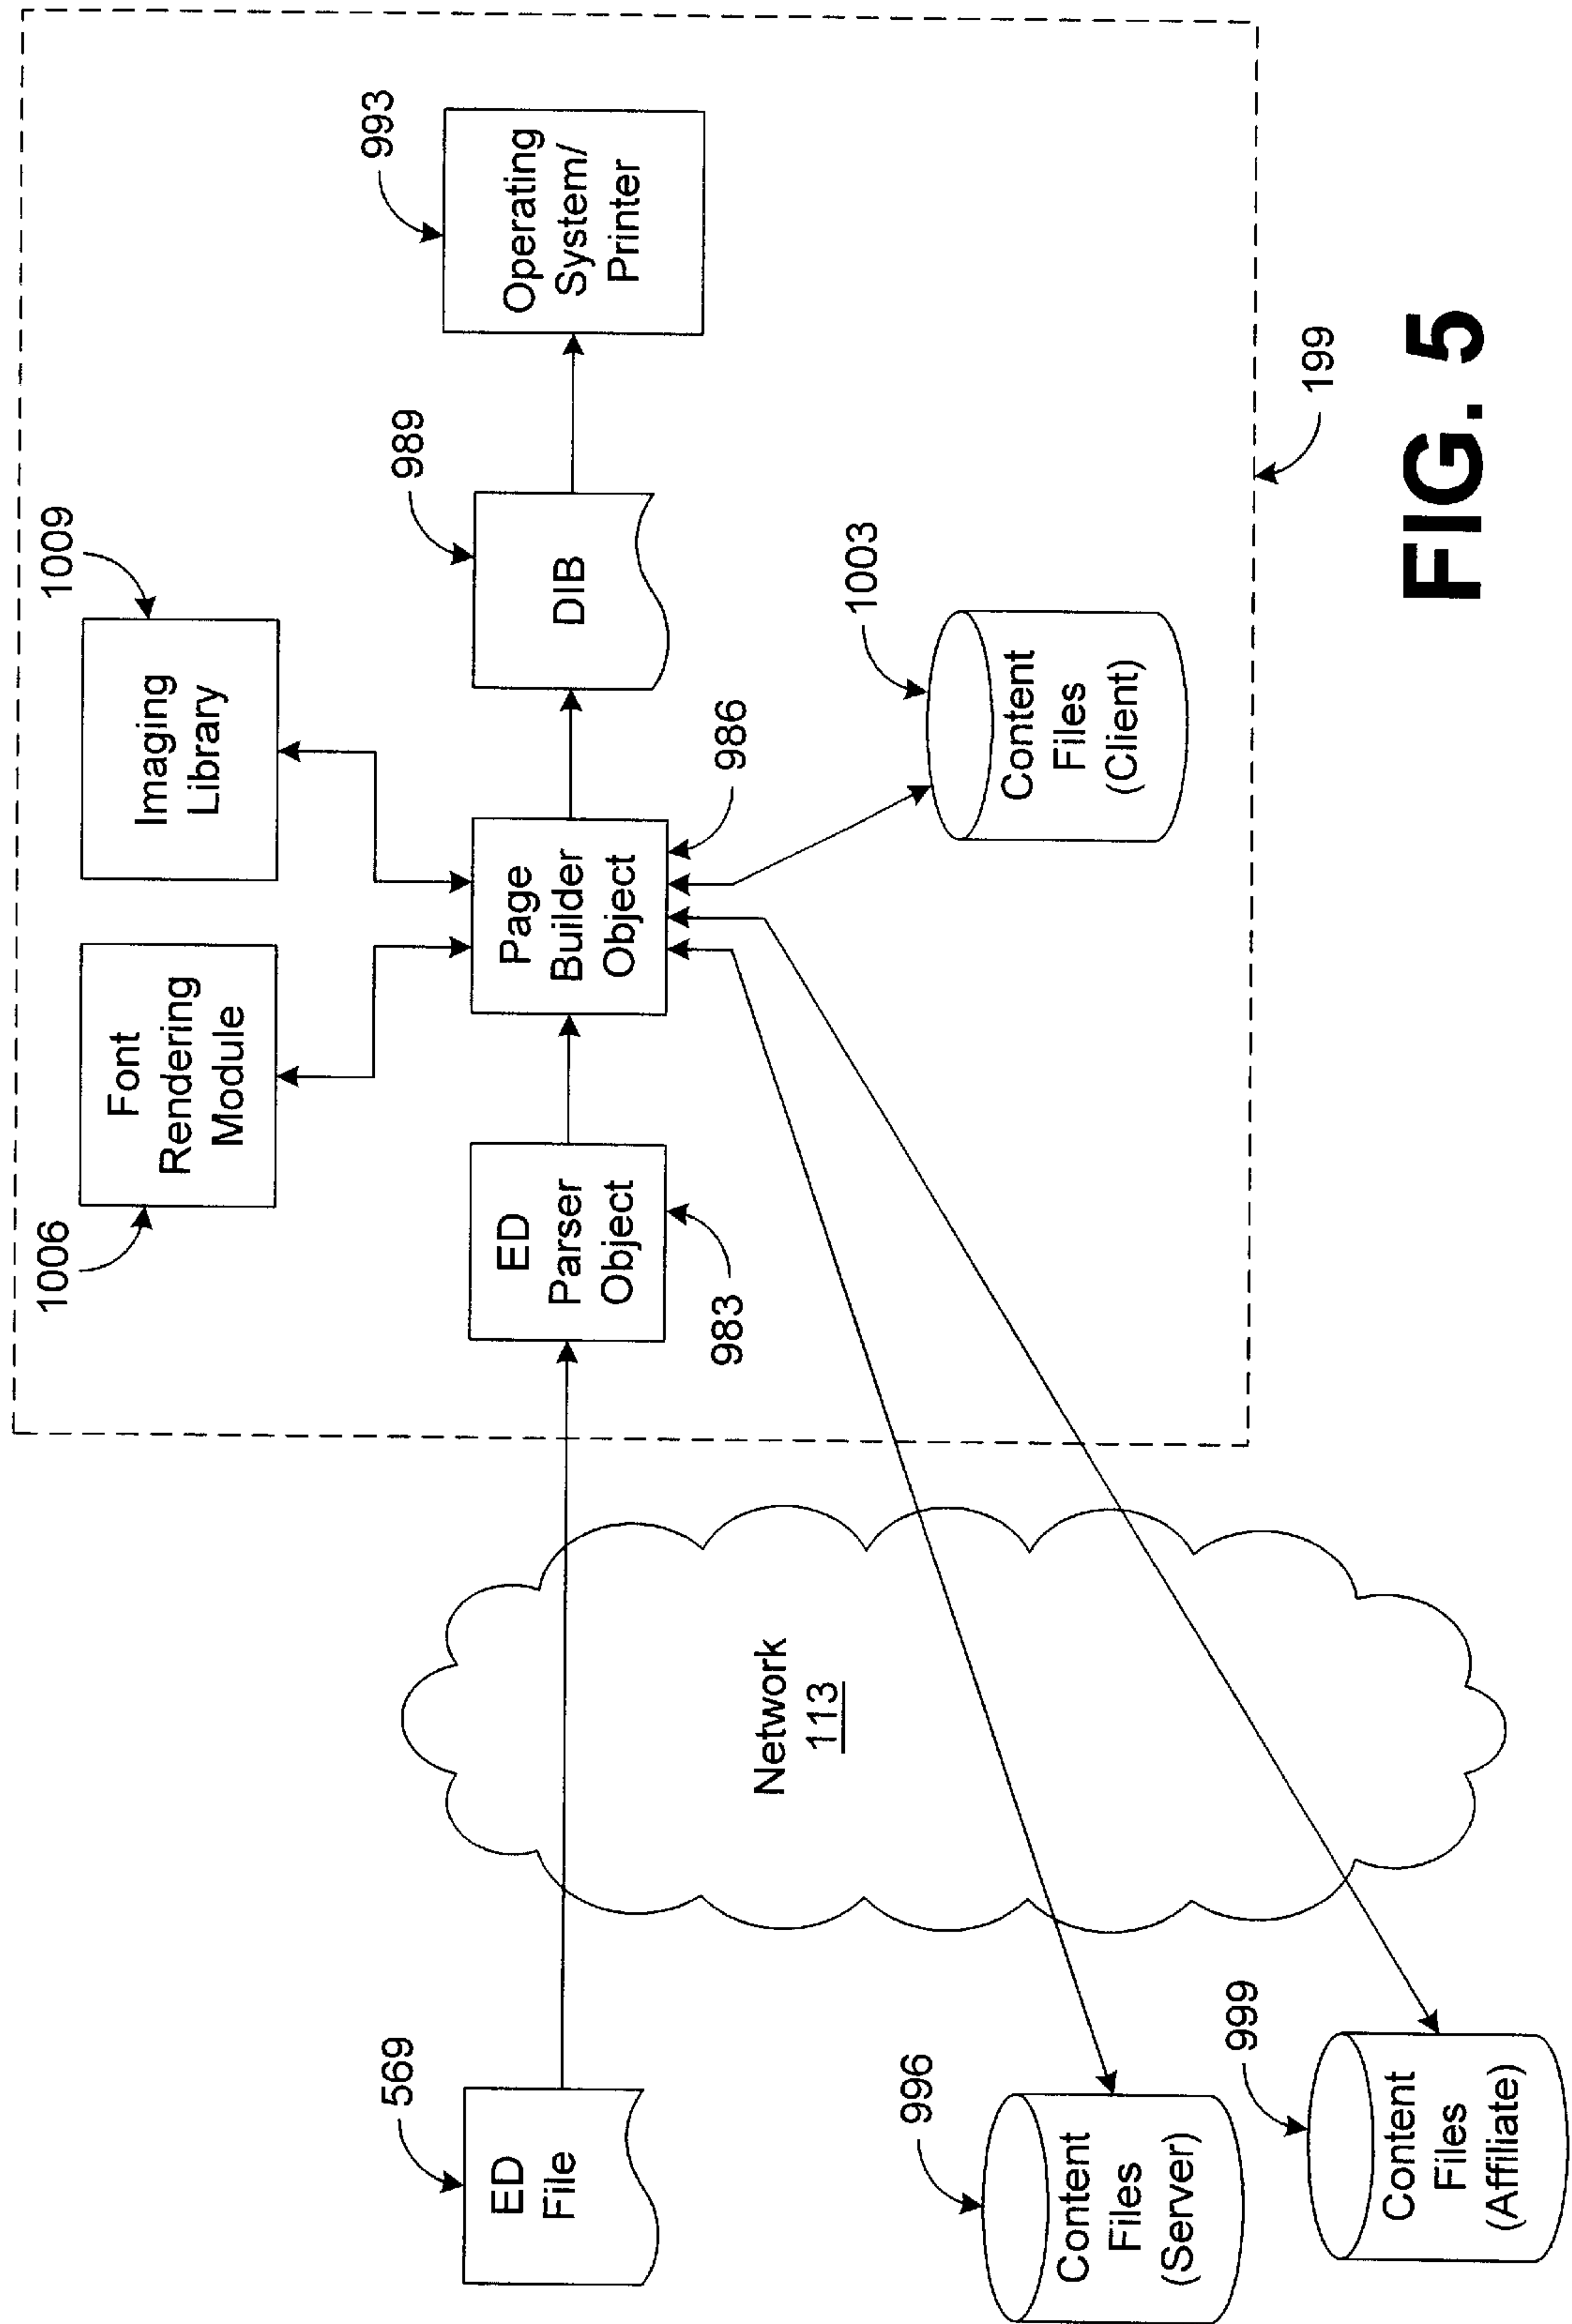 1006
Font
Rendering
Module
1009
Imaging
Library
569
ED
File
983
ED
Parser
Object
986
Page
Builder
Object
989
DIB
993
Operating
System/
Printer
Network
113
996
Content
Files
(Server)
999
Content
Files
(Affiliate)
1003
Content
Files
(Client)
199
FIG. 5